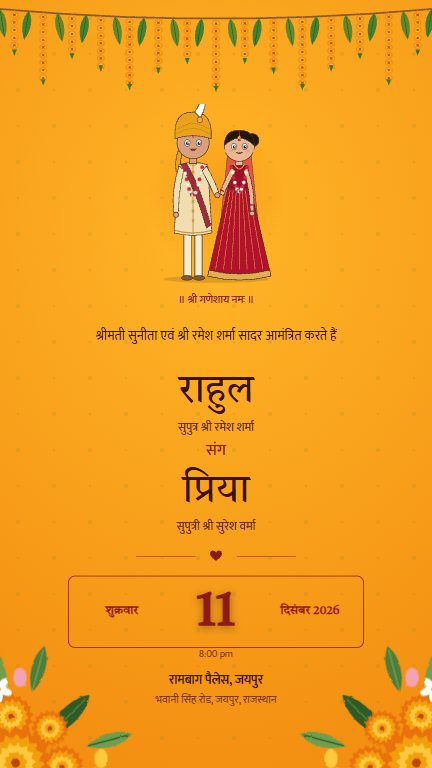 ॥ श्री गणेशाय नमः ॥
श्रीमती सुनीता एवं श्री रमेश शर्मा सादर आमंत्रित करते हैं
राहुल
सुपुत्र श्री रमेश शर्मा
संग
प्रिया
सुपुत्री श्री सुरेश वर्मा
शुक्रवार 11 दिसंबर 2026
8:00 pm
रामबाग पैलेस, जयपुर
भवानी सिंह रोड, जयपुर, राजस्थान